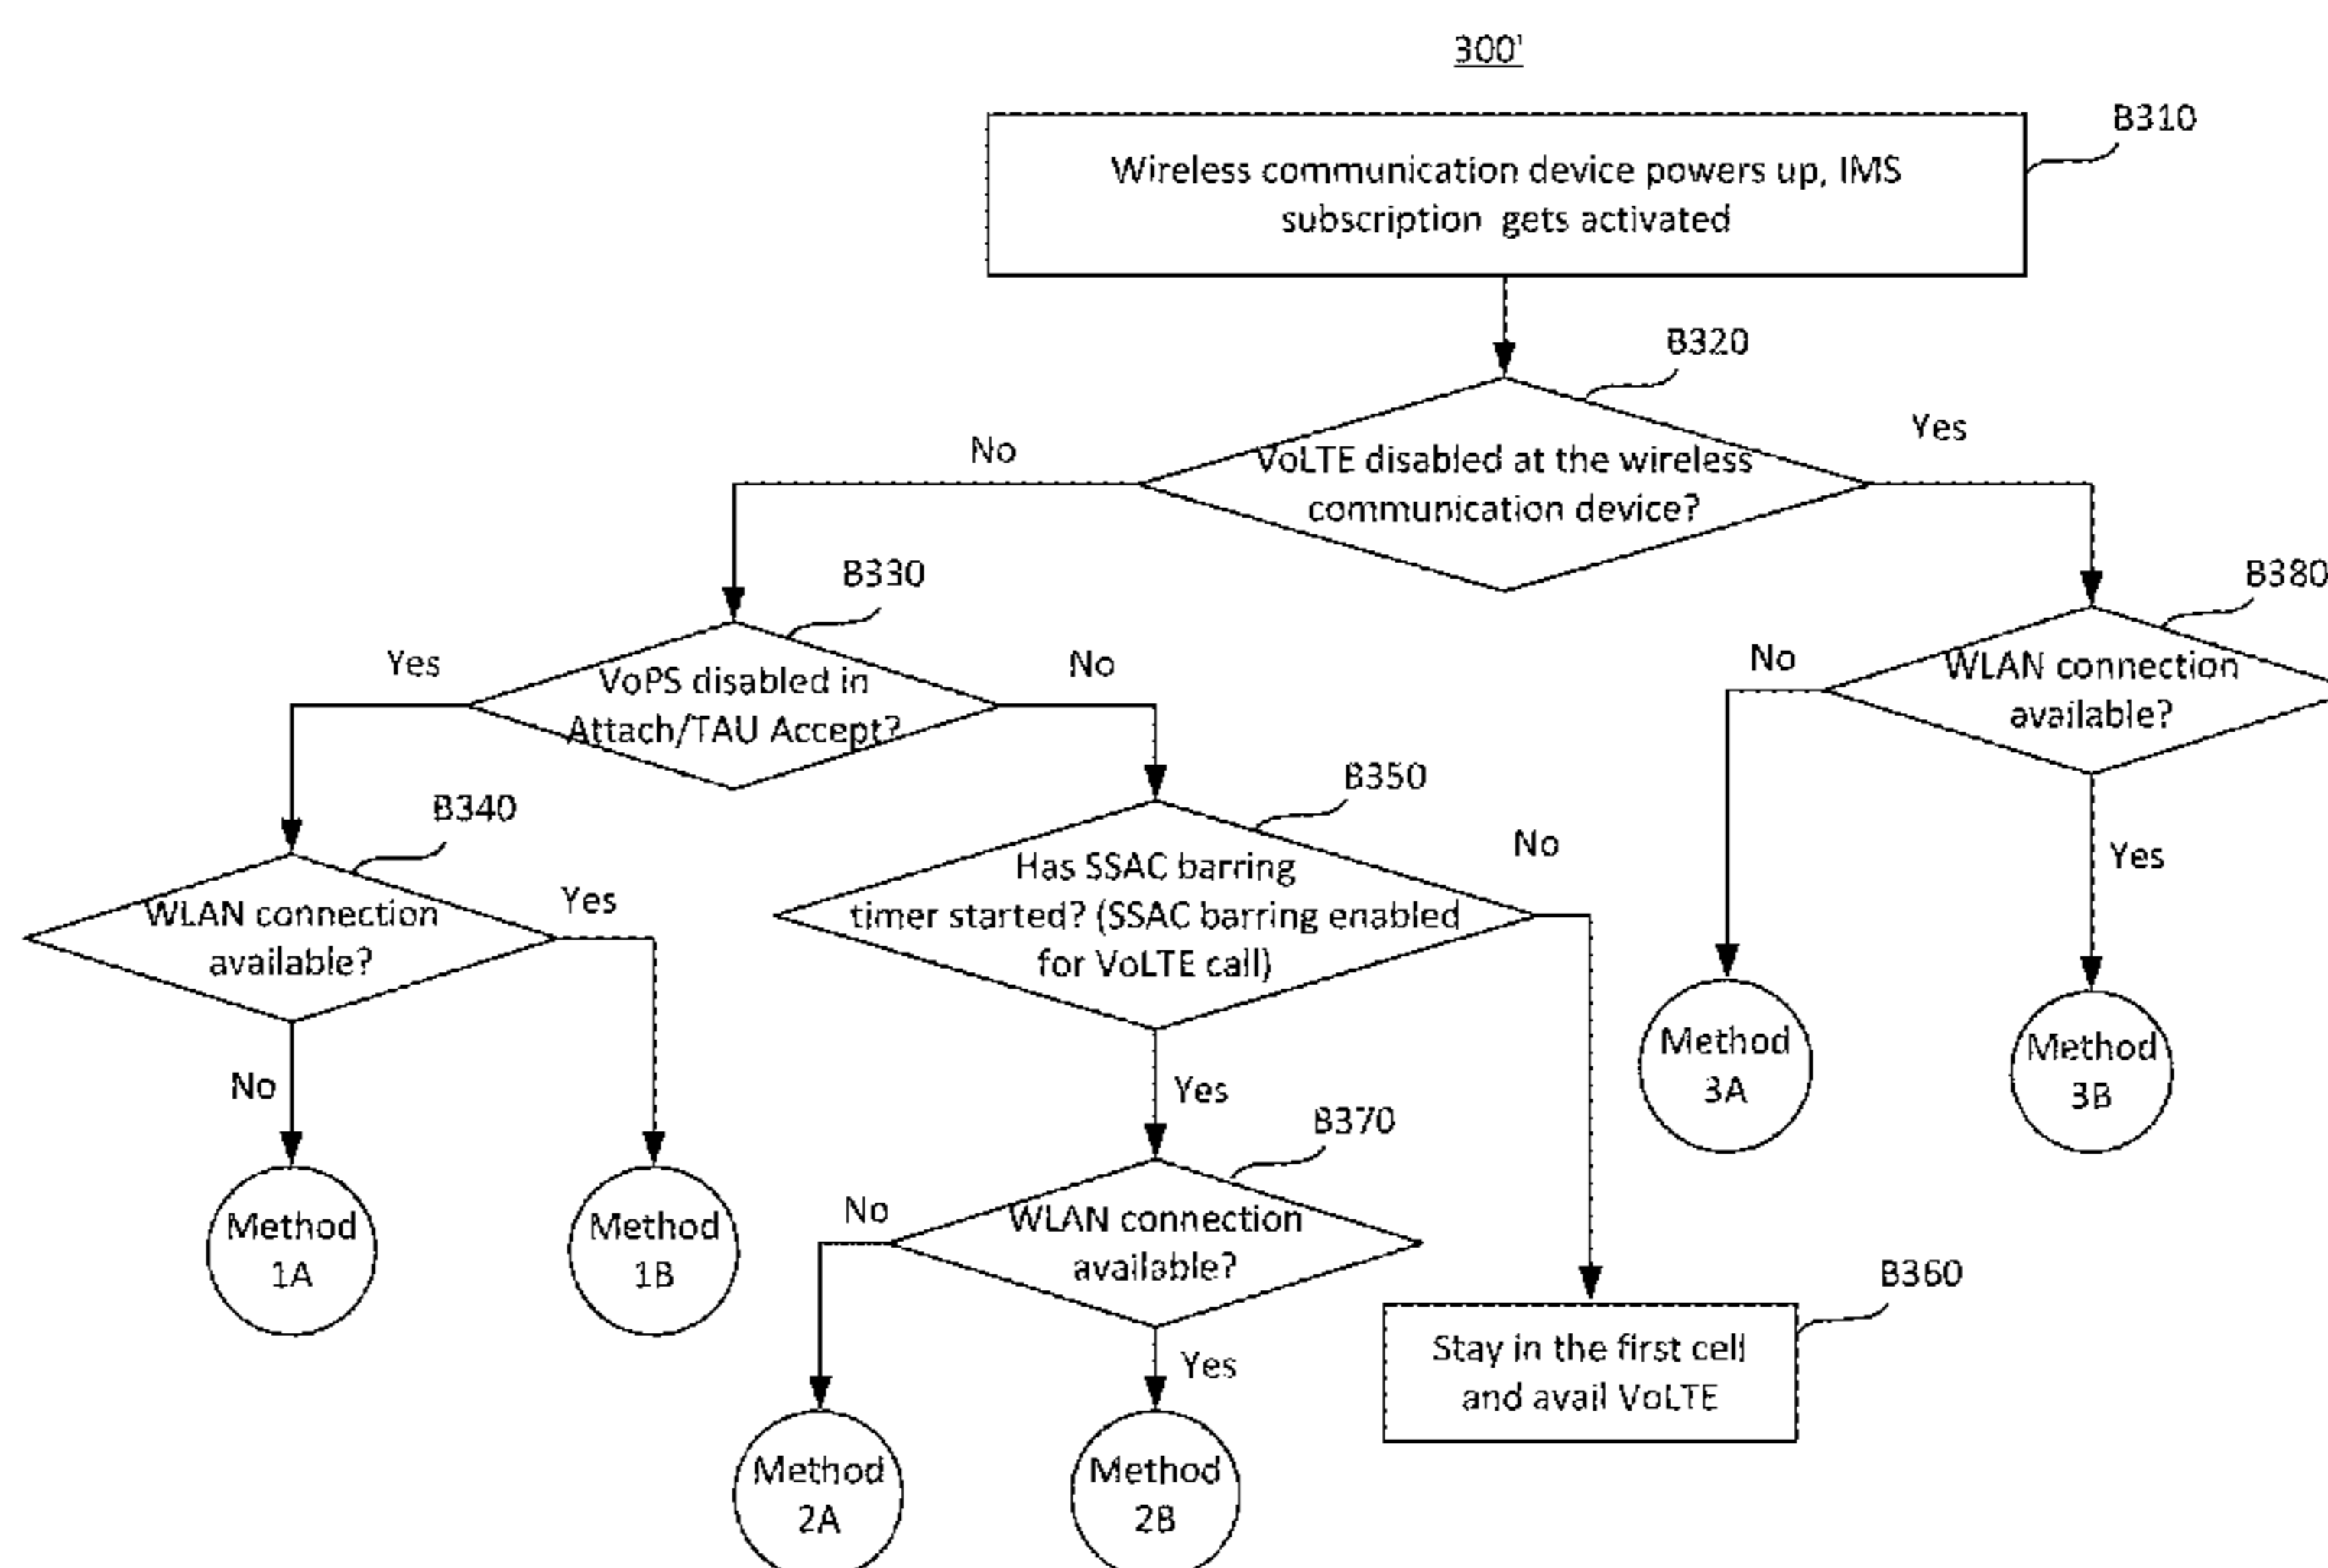 300'
B310
Wireless communication device powers up, IMS
subscription gets activated
B320
No
Yes
VoLTE disabled at the wireless
communication device?
B330
B380
Yes
No
VoPS disabled in
Attach/TAU Accept?
No
WLAN connection
available?
B340
B350
No
Yes
Yes
WLAN connection
available?
Has SSAC barring
timer started? (SSAC barring enabled
for VoLTE call)
Method
3A
Method
3B
No
Yes
B370
Method
1A
Method
1B
No
WLAN connection
available?
B360
Yes
Stay in the first cell
and avail VoLTE
Method
2A
Method
2B